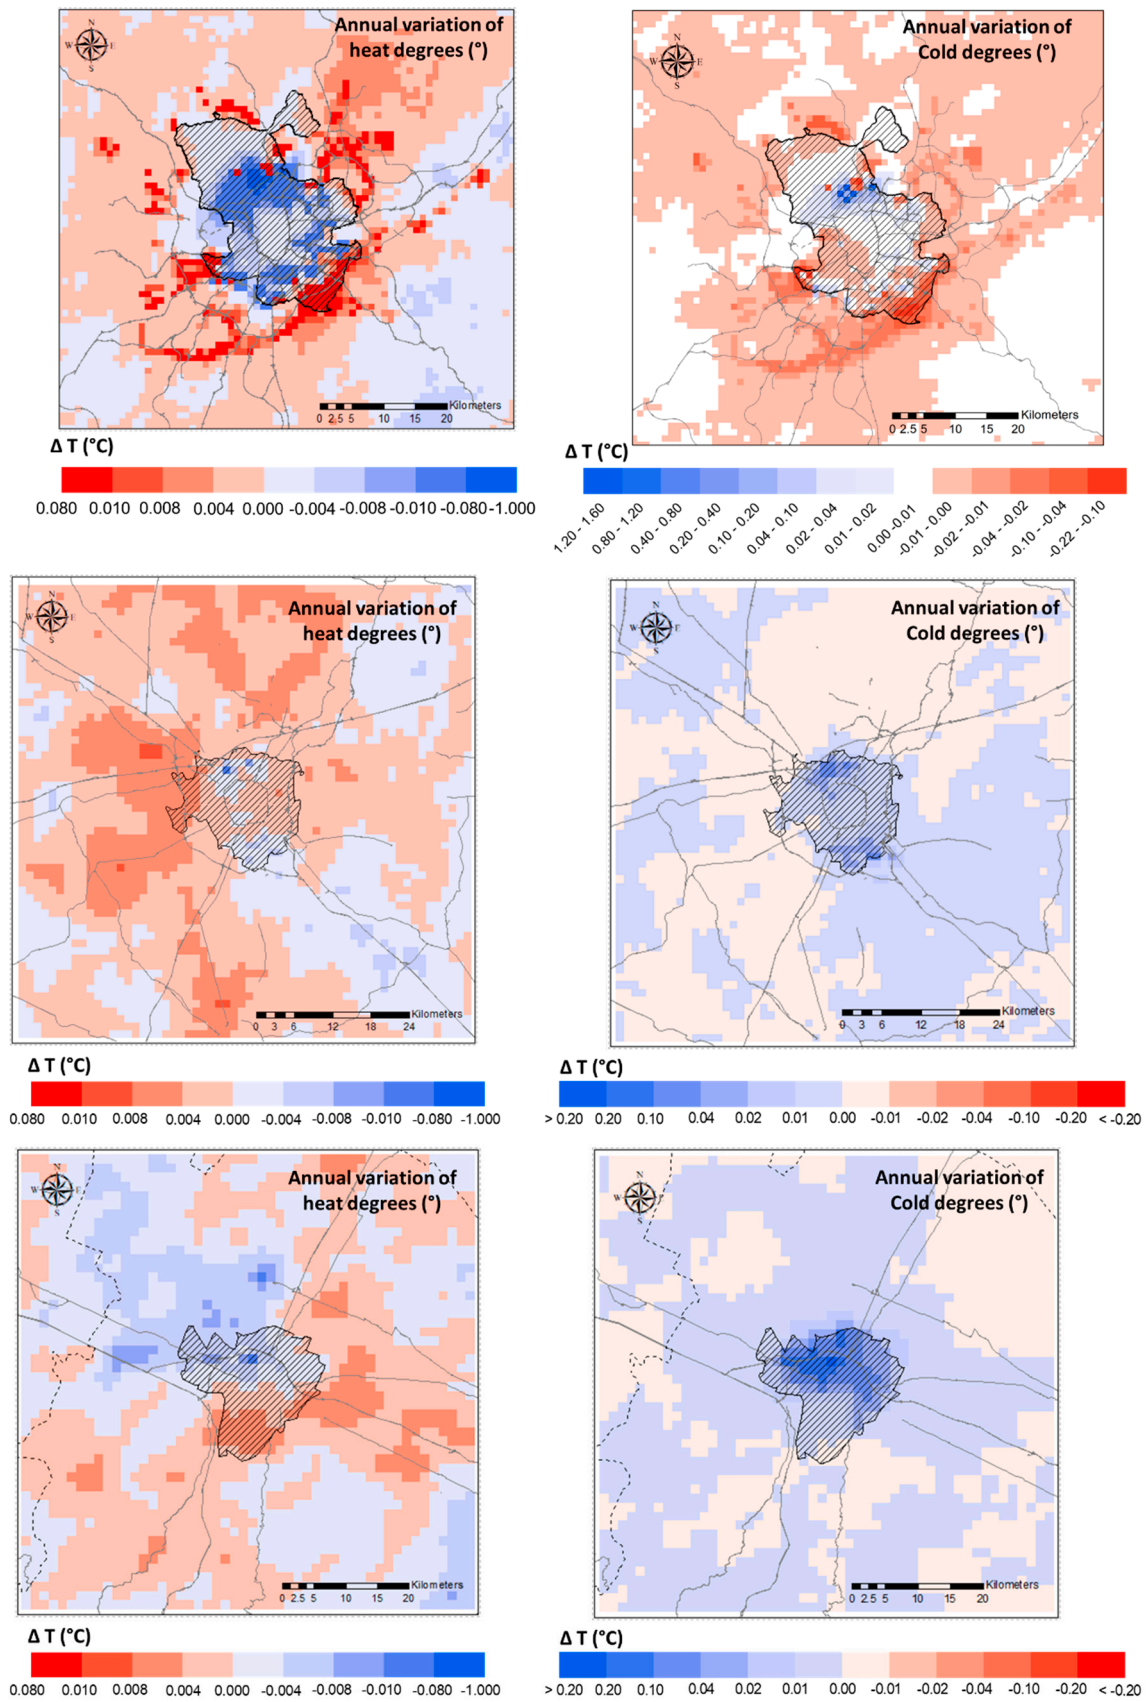 Annual variation of
heat degrees (°)
N
W E
S
0 2.5 5 10 15 20 Kilometers
Δ T (°C)
0.080 0.010 0.008 0.004 0.000 -0.004 -0.008 -0.010 -0.080 -1.000
Annual variation of
Cold degrees (°)
N
W E
S
0 2.5 5 10 15 20 Kilometers
Δ T (°C)
1.20 - 1.60
0.80 - 1.20
0.40 - 0.80
0.20 - 0.40
0.10 - 0.20
0.04 - 0.10
0.02 - 0.04
0.01 - 0.02
0.00 -0.01
-0.01 - 0.00
-0.02 - -0.01
-0.04 - -0.02
-0.10 - -0.04
-0.22 - -0.10
Annual variation of
heat degrees (°)
N
W E
S
0 3 6 12 18 24 Kilometers
Δ T (°C)
0.080 0.010 0.008 0.004 0.000 -0.004 -0.008 -0.010 -0.080 -1.000
Annual variation of
Cold degrees (°)
N
W E
S
0 3 6 12 18 24 Kilometers
Δ T (°C)
> 0.20 0.20 0.10 0.04 0.02 0.01 0.00 -0.01 -0.02 -0.04 -0.10 -0.20 < -0.20
Annual variation of
heat degrees (°)
N
W E
S
0 2.5 5 10 15 20 Kilometers
Δ T (°C)
0.080 0.010 0.008 0.004 0.000 -0.004 -0.008 -0.010 -0.080 -1.000
Annual variation of
Cold degrees (°)
N
W E
S
0 2.5 5 10 15 20 Kilometers
Δ T (°C)
> 0.20 0.20 0.10 0.04 0.02 0.01 0.00 -0.01 -0.02 -0.04 -0.10 -0.20 < -0.20